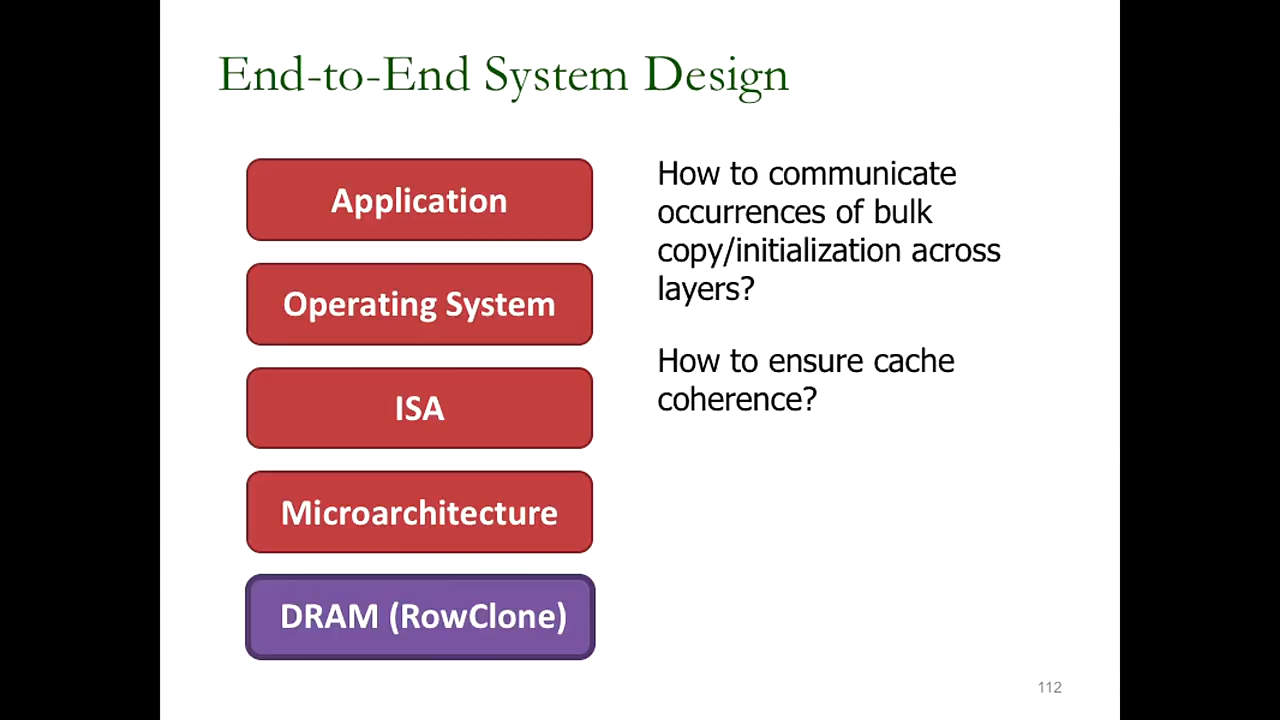 End-to-End System Design
Application
Operating System
ISA
Microarchitecture
DRAM (RowClone)
How to communicate
occurrences of bulk
copy/initialization across
layers?
How to ensure cache
coherence?
112